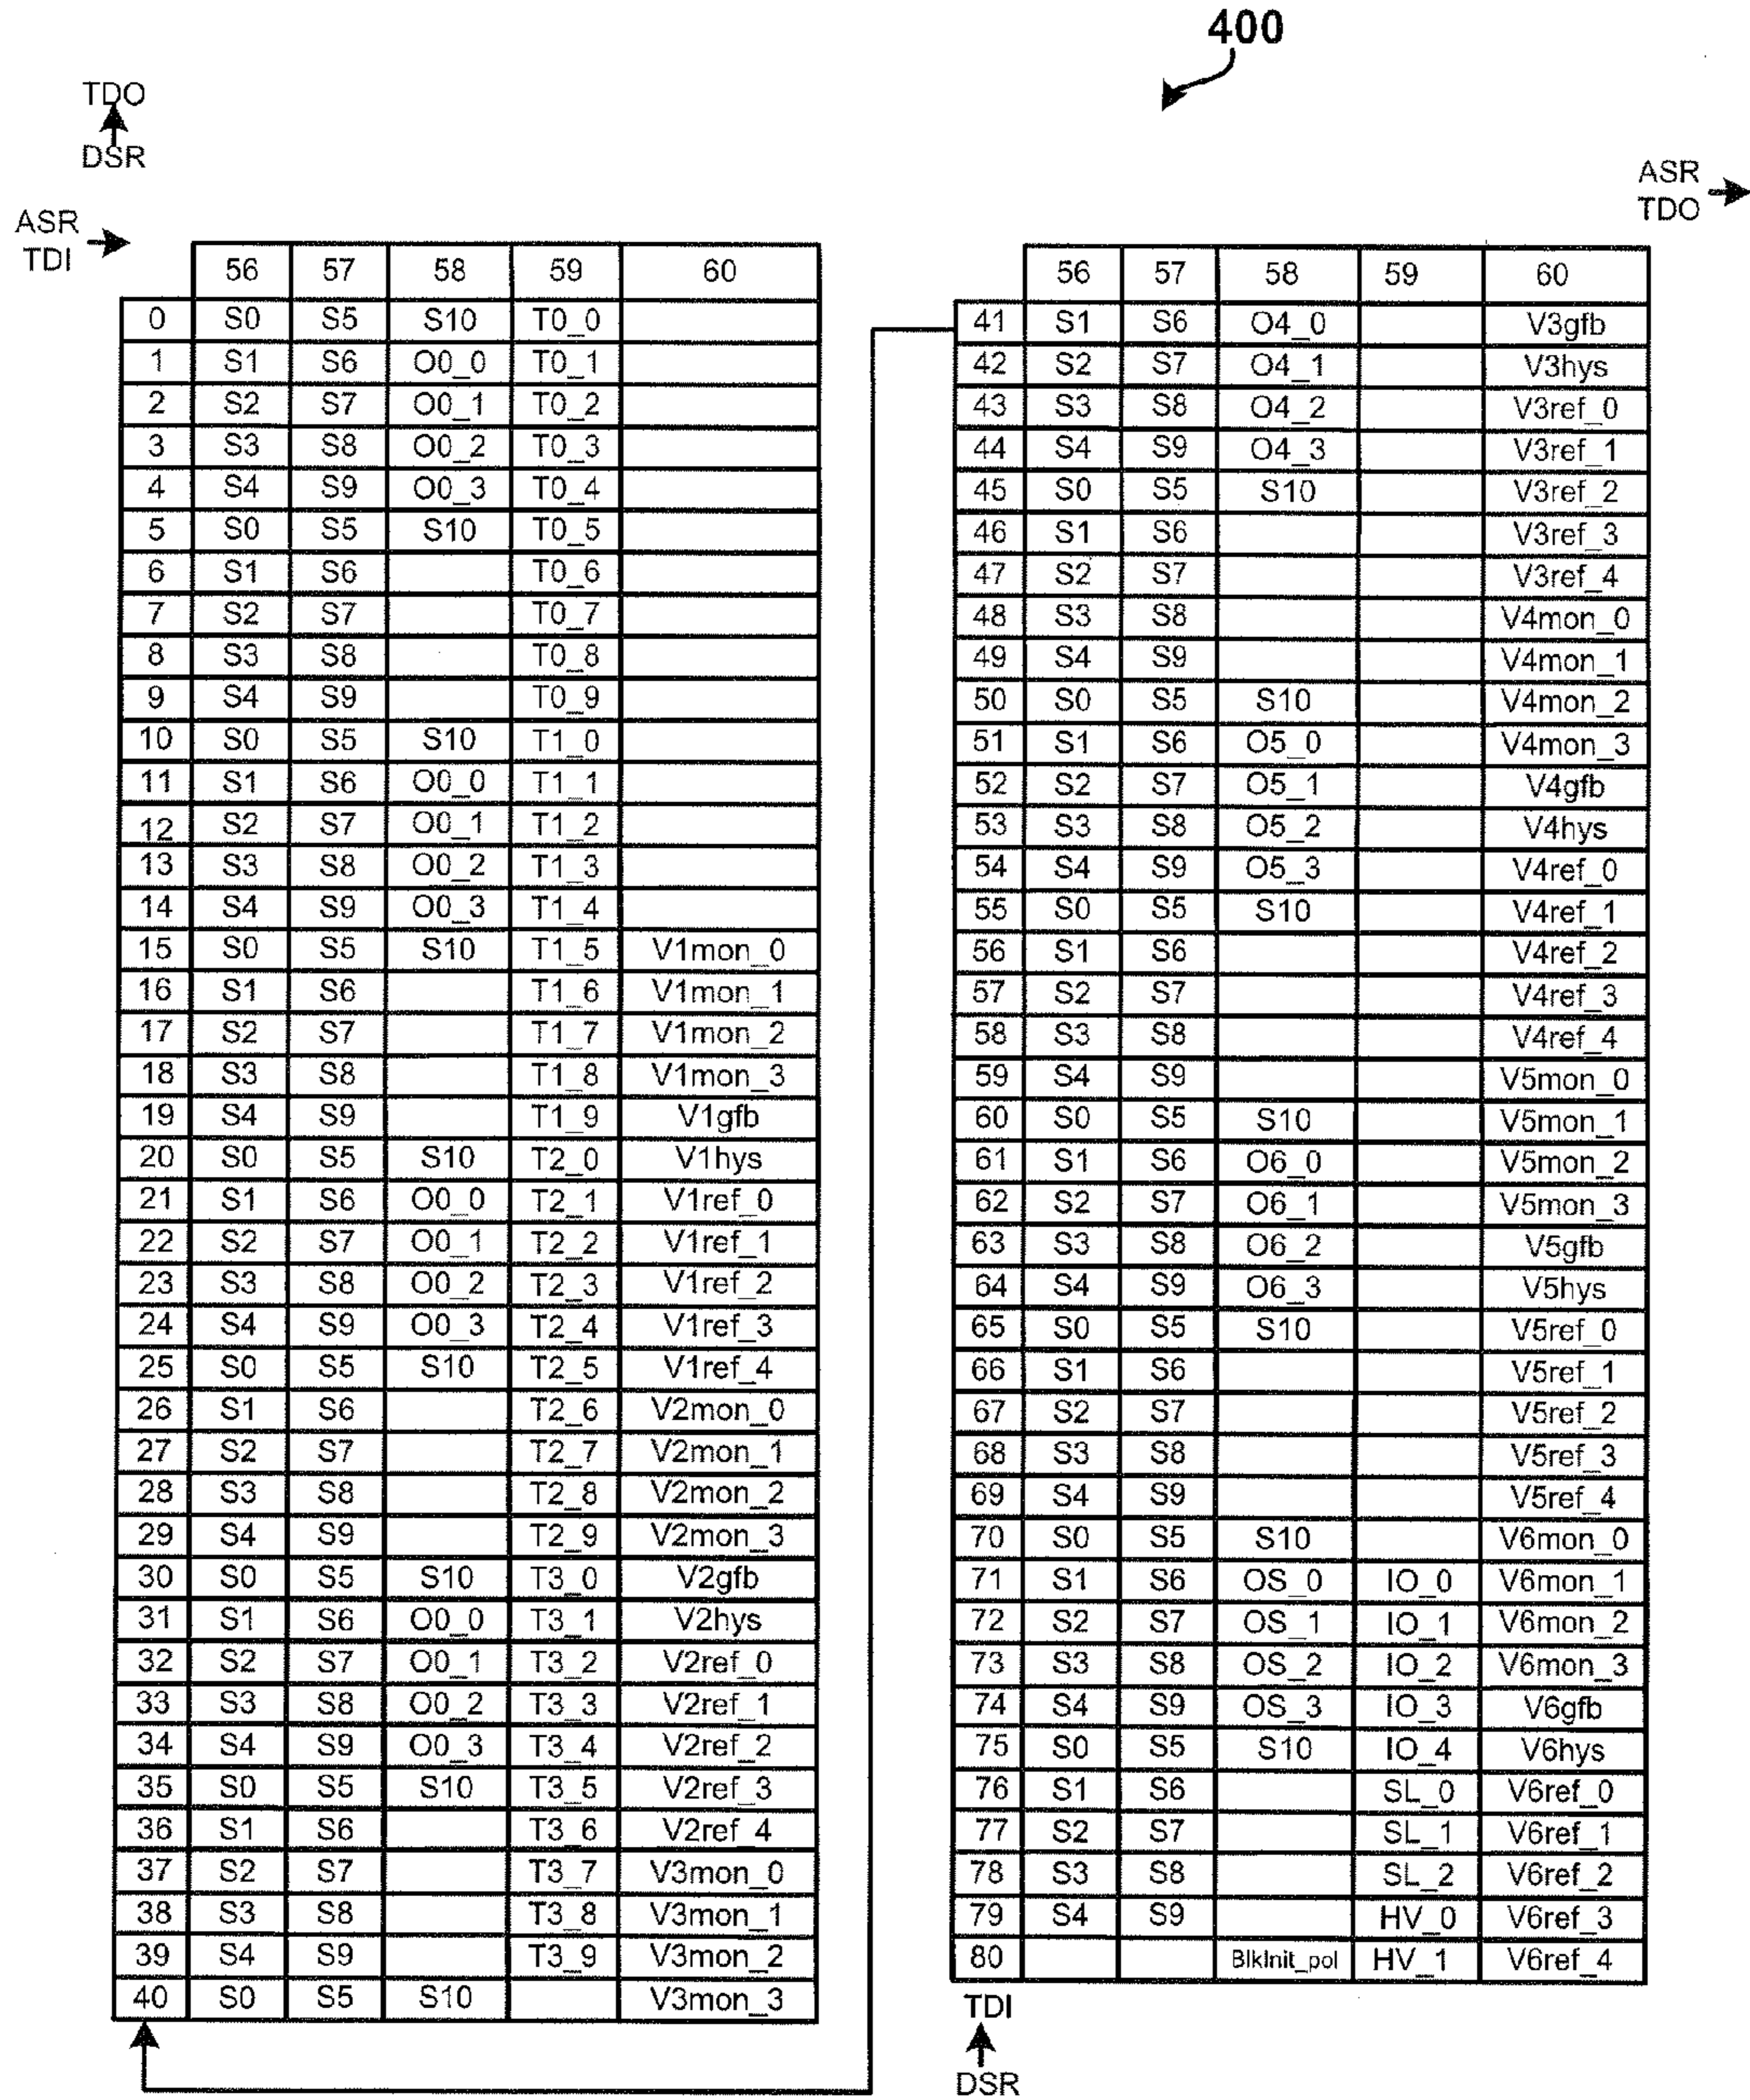 400
TDO
DSR
ASR
TDI
ASR
TDO
56 57 58 59 60
0 S0 S5 S10 T0_0
1 S1 S6 O0_0 T0_1
2 S2 S7 O0_1 T0_2
3 S3 S8 O0_2 T0_3
4 S4 S9 O0_3 T0_4
5 S0 S5 S10 T0_5
6 S1 S6 T0_6
7 S2 S7 T0_7
8 S3 S8 T0_8
9 S4 S9 T0_9
10 S0 S5 S10 T1_0
11 S1 S6 O0_0 T1_1
12 S2 S7 O0_1 T1_2
13 S3 S8 O0_2 T1_3
14 S4 S9 O0_3 T1_4
15 S0 S5 S10 T1_5 V1mon_0
16 S1 S6 T1_6 V1mon_1
17 S2 S7 T1_7 V1mon_2
18 S3 S8 T1_8 V1mon_3
19 S4 S9 T1_9 V1gfb
20 S0 S5 S10 T2_0 V1hys
21 S1 S6 O0_0 T2_1 V1ref_0
22 S2 S7 O0_1 T2_2 V1ref_1
23 S3 S8 O0_2 T2_3 V1ref_2
24 S4 S9 O0_3 T2_4 V1ref_3
25 S0 S5 S10 T2_5 V1ref_4
26 S1 S6 T2_6 V2mon_0
27 S2 S7 T2_7 V2mon_1
28 S3 S8 T2_8 V2mon_2
29 S4 S9 T2_9 V2mon_3
30 S0 S5 S10 T3_0 V2gfb
31 S1 S6 O0_0 T3_1 V2hys
32 S2 S7 O0_1 T3_2 V2ref_0
33 S3 S8 O0_2 T3_3 V2ref_1
34 S4 S9 O0_3 T3_4 V2ref_2
35 S0 S5 S10 T3_5 V2ref_3
36 S1 S6 T3_6 V2ref_4
37 S2 S7 T3_7 V3mon_0
38 S3 S8 T3_8 V3mon_1
39 S4 S9 T3_9 V3mon_2
40 S0 S5 S10 V3mon_3
56 57 58 59 60
41 S1 S6 O4_0 V3gfb
42 S2 S7 O4_1 V3hys
43 S3 S8 O4_2 V3ref_0
44 S4 S9 O4_3 V3ref_1
45 S0 S5 S10 V3ref_2
46 S1 S6 V3ref_3
47 S2 S7 V3ref_4
48 S3 S8 V4mon_0
49 S4 S9 V4mon_1
50 S0 S5 S10 V4mon_2
51 S1 S6 O5_0 V4mon_3
52 S2 S7 O5_1 V4gfb
53 S3 S8 O5_2 V4hys
54 S4 S9 O5_3 V4ref_0
55 S0 S5 S10 V4ref_1
56 S1 S6 V4ref_2
57 S2 S7 V4ref_3
58 S3 S8 V4ref_4
59 S4 S9 V5mon_0
60 S0 S5 S10 V5mon_1
61 S1 S6 O6_0 V5mon_2
62 S2 S7 O6_1 V5mon_3
63 S3 S8 O6_2 V5gfb
64 S4 S9 O6_3 V5hys
65 S0 S5 S10 V5ref_0
66 S1 S6 V5ref_1
67 S2 S7 V5ref_2
68 S3 S8 V5ref_3
69 S4 S9 V5ref_4
70 S0 S5 S10 V6mon_0
71 S1 S6 OS_0 IO_0 V6mon_1
72 S2 S7 OS_1 IO_1 V6mon_2
73 S3 S8 OS_2 IO_2 V6mon_3
74 S4 S9 OS_3 IO_3 V6gfb
75 S0 S5 S10 IO_4 V6hys
76 S1 S6 SL_0 V6ref_0
77 S2 S7 SL_1 V6ref_1
78 S3 S8 SL_2 V6ref_2
79 S4 S9 HV_0 V6ref_3
80 BlkInit_pol HV_1 V6ref_4
TDI
DSR